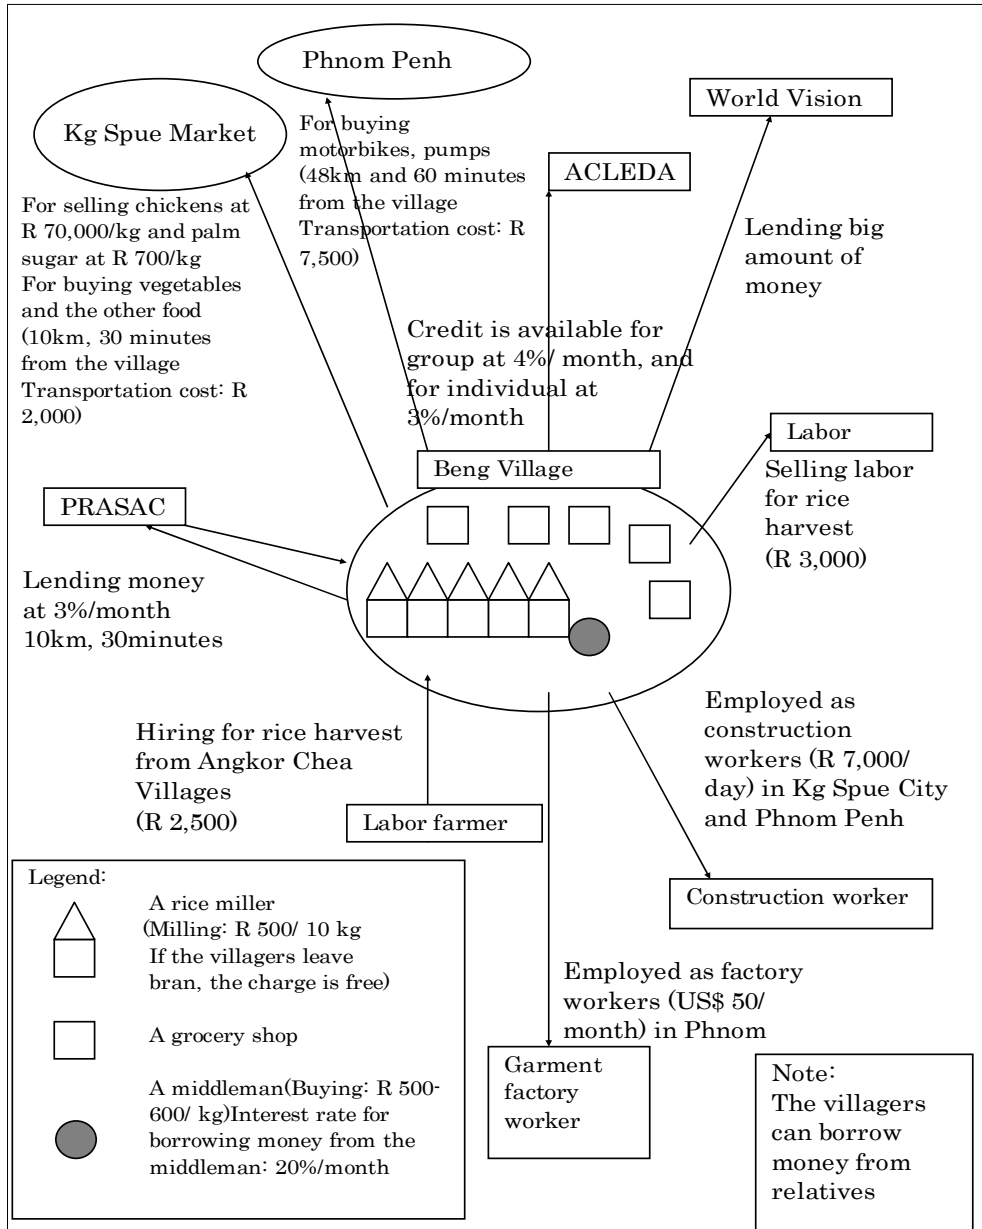 Phnom Penh
Kg Spue Market
World Vision
ACLEDA
For buying
motorbikes, pumps
(48km and 60 minutes
from the village
Transportation cost: R
7,500)
For selling chickens at
R 70,000/kg and palm
sugar at R 700/kg
For buying vegetables
and the other food
(10km, 30 minutes
from the village
Transportation cost: R
2,000)
Lending big
amount of
money
Credit is available for
group at 4%/ month, and
for individual at
3%/month
Beng Village
Labor
Selling labor
for rice
harvest
(R 3,000)
PRASAC
Lending money
at 3%/month
10km, 30minutes
Hiring for rice harvest
from Angkor Chea
Villages
(R 2,500)
Labor farmer
Employed as
construction
workers (R 7,000/
day) in Kg Spue City
and Phnom Penh
Construction worker
Employed as factory
workers (US$ 50/
month) in Phnom
Garment
factory
worker
Legend:
A rice miller
(Milling: R 500/ 10 kg
If the villagers leave
bran, the charge is free)
A grocery shop
A middleman(Buying: R 500-
600/ kg)Interest rate for
borrowing money from the
middleman: 20%/month
Note:
The villagers
can borrow
money from
relatives